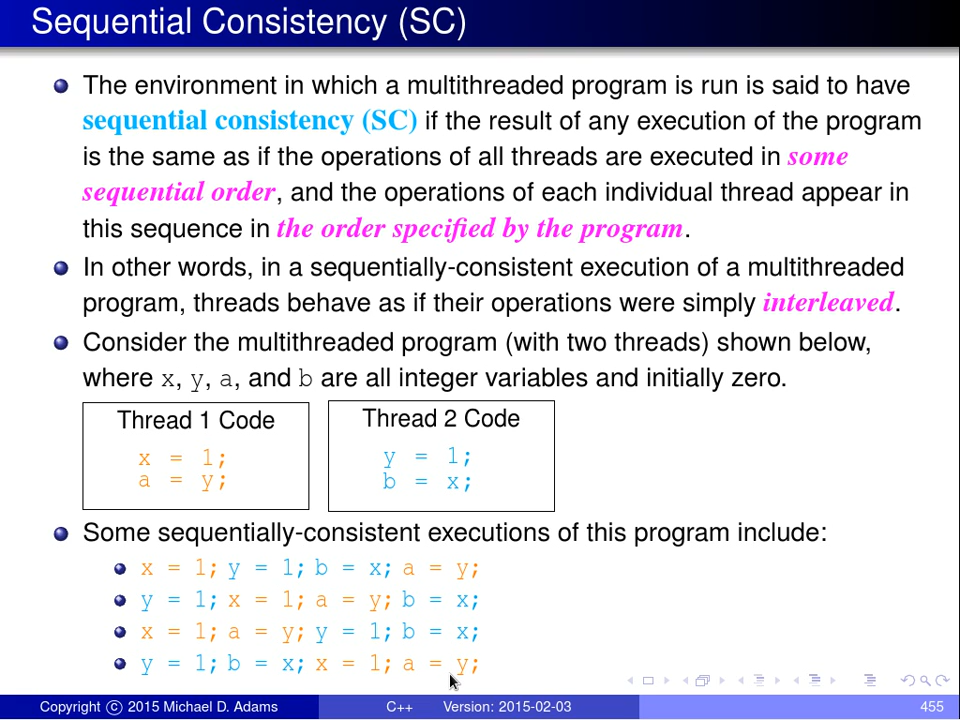 Sequential Consistency (SC)
The environment in which a multithreaded program is run is said to have
sequential consistency (SC) if the result of any execution of the program
is the same as if the operations of all threads are executed in some
sequential order, and the operations of each individual thread appear in
this sequence in the order specified by the program.
In other words, in a sequentially-consistent execution of a multithreaded
program, threads behave as if their operations were simply interleaved.
Consider the multithreaded program (with two threads) shown below,
where x, y, a, and b are all integer variables and initially zero.
Thread 1 Code
x = 1;
a = y;
Thread 2 Code
y = 1;
b = x;
Some sequentially-consistent executions of this program include:
x = 1; y = 1; b = x; a = y;
y = 1; x = 1; a = y; b = x;
x = 1; a = y; y = 1; b = x;
y = 1; b = x; x = 1; a = y;
Copyright © 2015 Michael D. Adams C++ Version: 2015-02-03 455